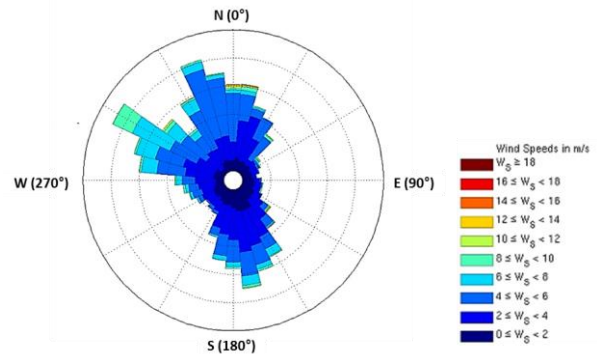 N (0°)
W (270°)
E (90°)
S (180°)
Wind Speeds in m/s
W_S ≥ 18
16 ≤ W_S < 18
14 ≤ W_S < 16
12 ≤ W_S < 14
10 ≤ W_S < 12
8 ≤ W_S < 10
6 ≤ W_S < 8
4 ≤ W_S < 6
2 ≤ W_S < 4
0 ≤ W_S < 2